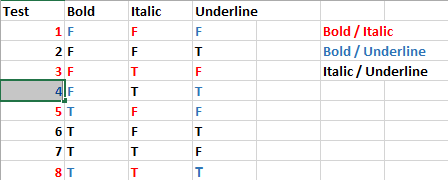 Test Bold Italic Underline
1 F F F Bold / Italic
2 F F T Bold / Underline
3 F T F Italic / Underline
4 F T T
5 T F F
6 T F T
7 T T F
8 T T T